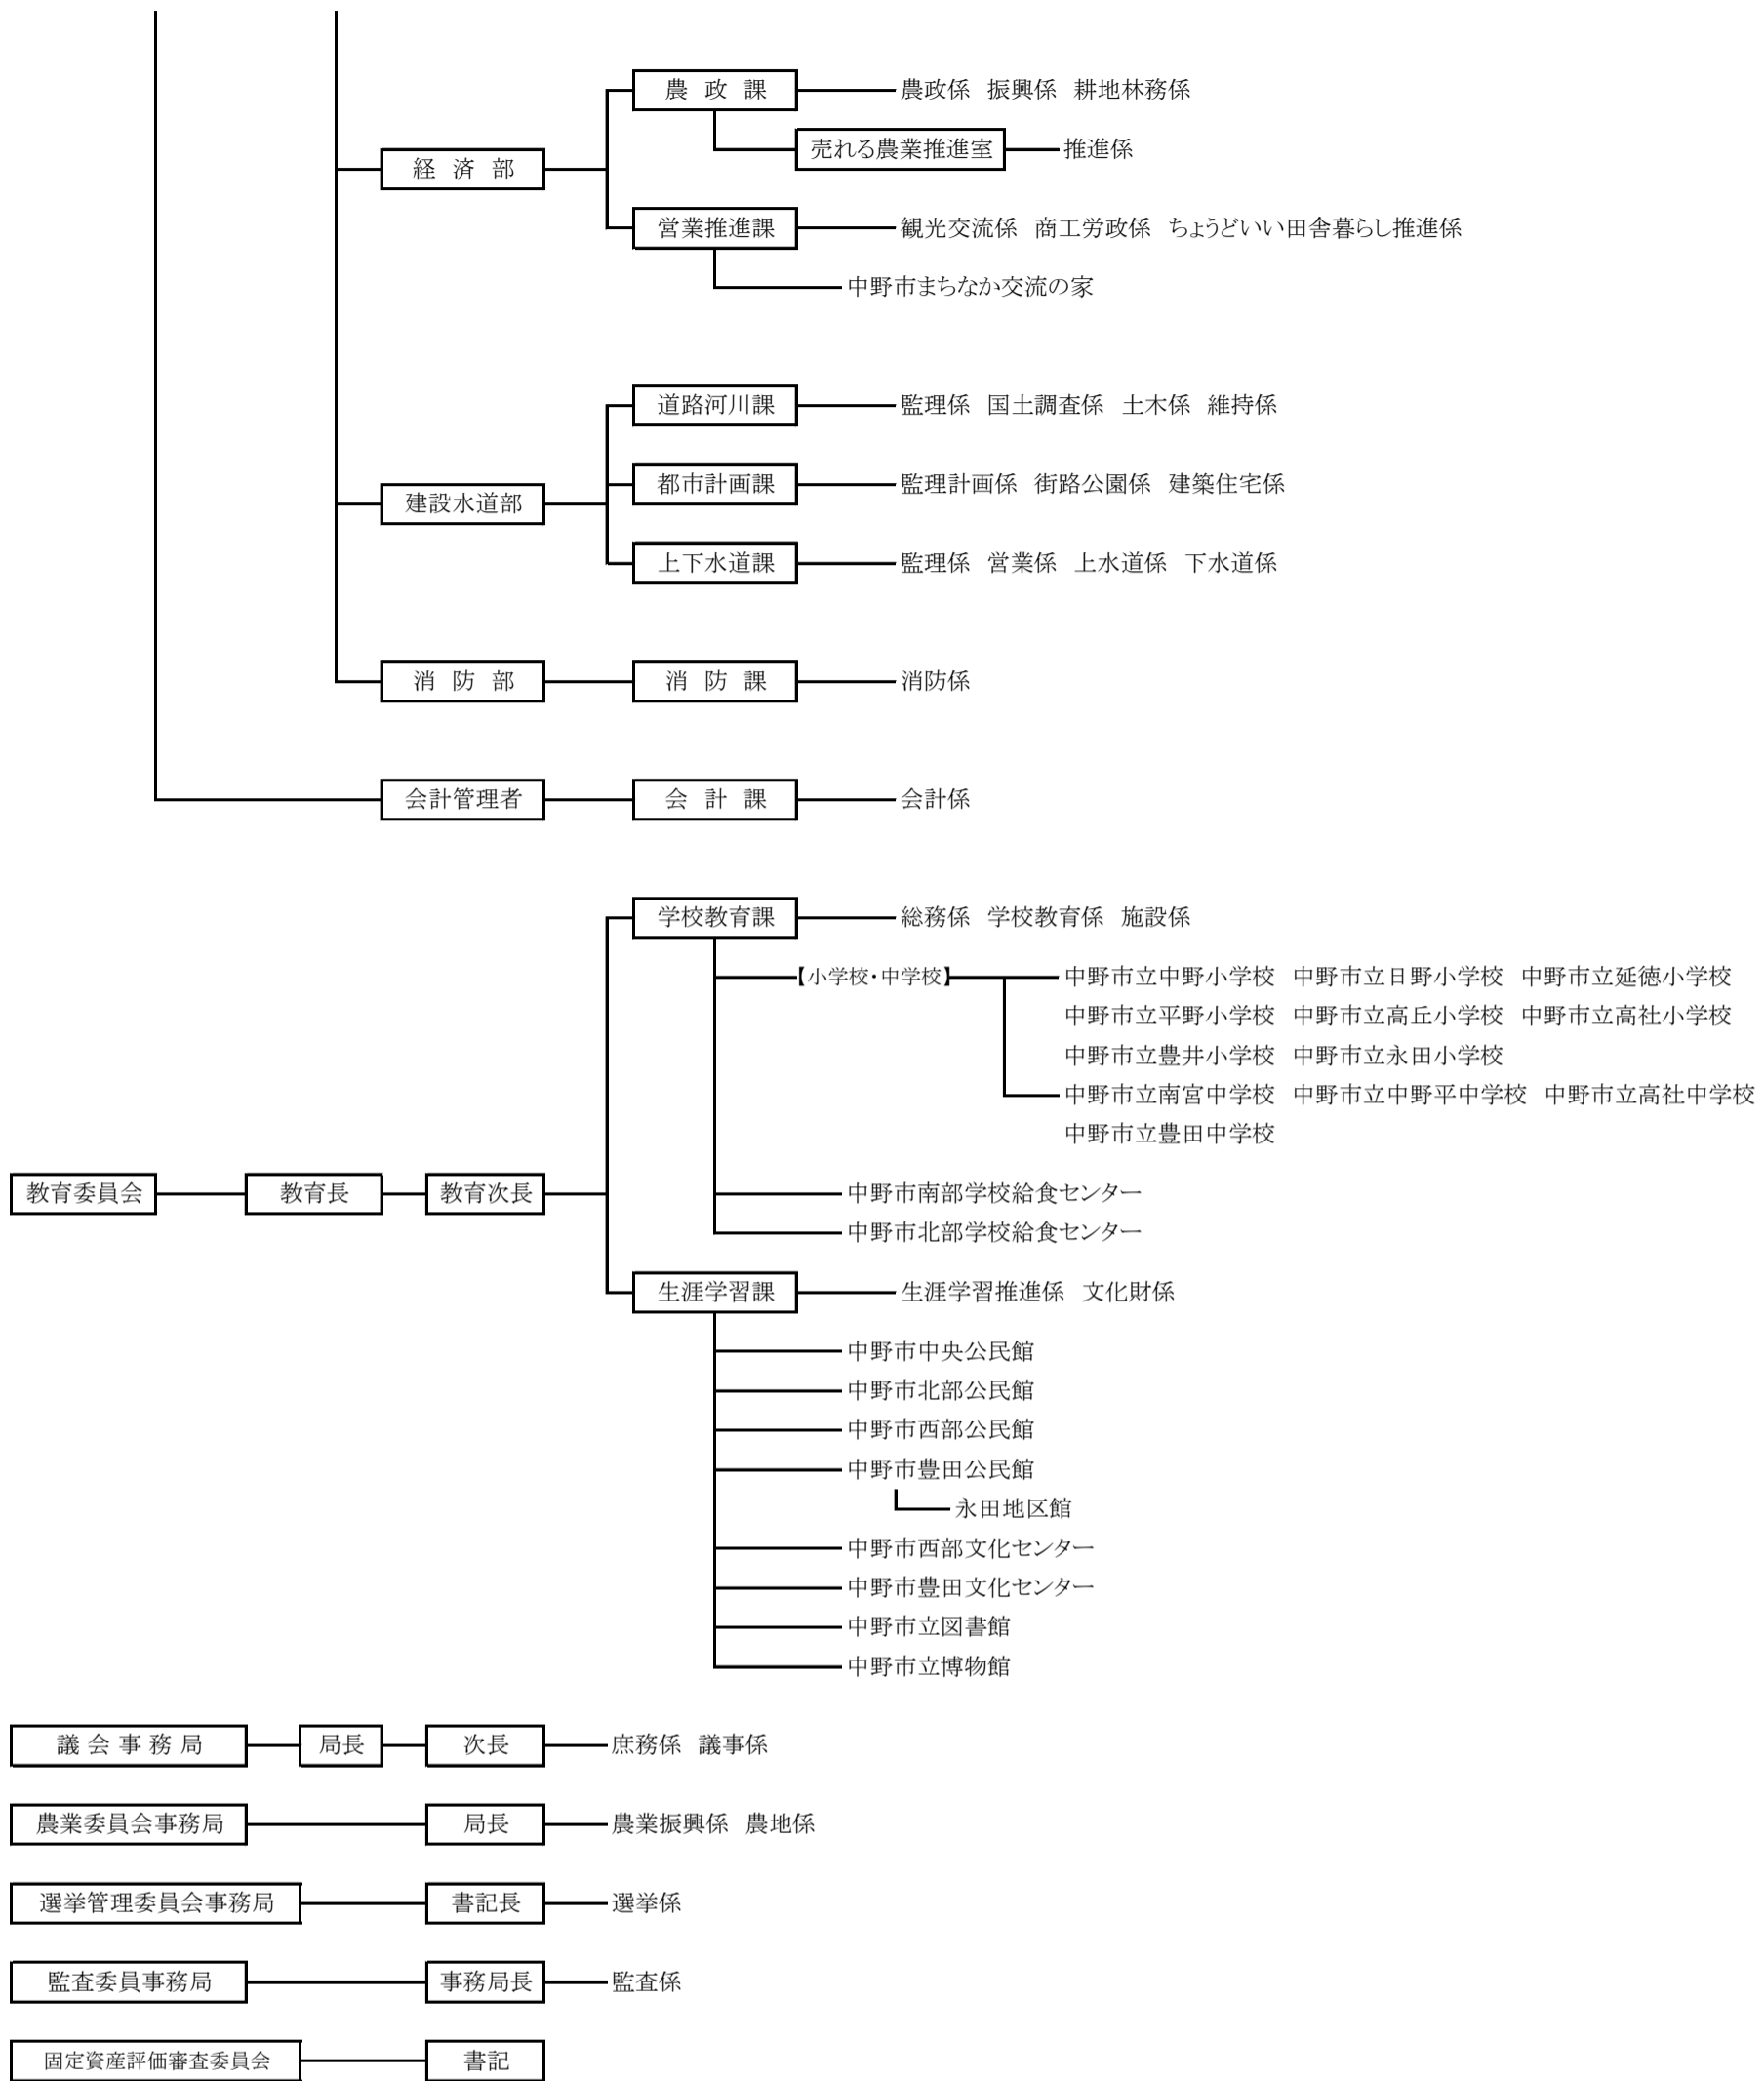 農 政 課 農政係 振興係 耕地林務係
売れる農業推進室 推進係
経 済 部
営業推進課 観光交流係 商工労政係 ちょうどいい田舎暮らし推進係
中野市まちなか交流の家
道路河川課 監理係 国土調査係 土木係 維持係
都市計画課 監理計画係 街路公園係 建築住宅係
建設水道部
上下水道課 監理係 営業係 上水道係 下水道係
消 防 部 消 防 課 消防係
会計管理者 会 計 課 会計係
学校教育課 総務係 学校教育係 施設係
【小学校・中学校】 中野市立中野小学校 中野市立日野小学校 中野市立延徳小学校
中野市立平野小学校 中野市立高丘小学校 中野市立高社小学校
中野市立豊井小学校 中野市立永田小学校
中野市立南宮中学校 中野市立中野平中学校 中野市立高社中学校
中野市立豊田中学校
教育委員会 教育長 教育次長 中野市南部学校給食センター
中野市北部学校給食センター
生涯学習課 生涯学習推進係 文化財係
中野市中央公民館
中野市北部公民館
中野市西部公民館
中野市豊田公民館
永田地区館
中野市西部文化センター
中野市豊田文化センター
中野市立図書館
中野市立博物館
議 会 事 務 局 局長 次長 庶務係 議事係
農業委員会事務局 局長 農業振興係 農地係
選挙管理委員会事務局 書記長 選挙係
監査委員事務局 事務局長 監査係
固定資産評価審査委員会 書記